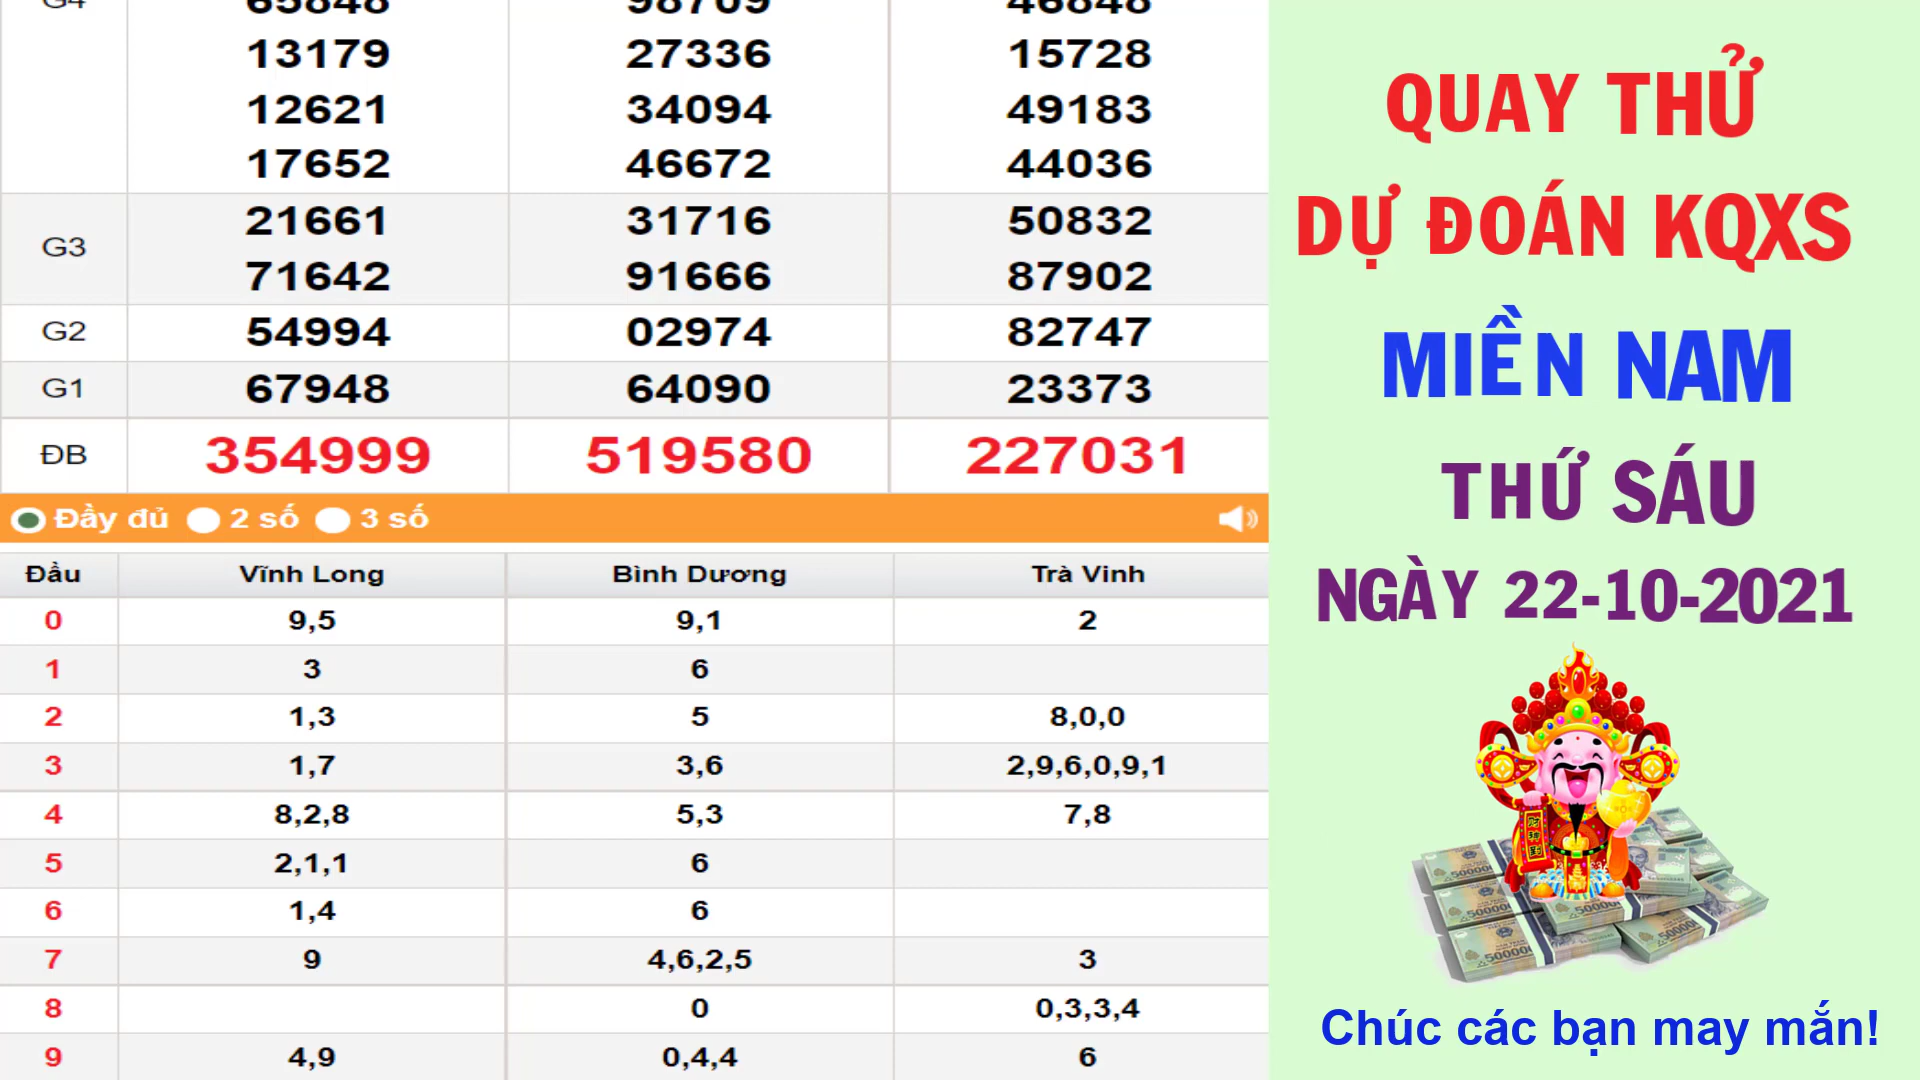 G4 65848 98709 46848
13179 27336 15728
12621 34094 49183
17652 46672 44036
G3 21661 31716 50832
71642 91666 87902
G2 54994 02974 82747
G1 67948 64090 23373
ĐB 354999 519580 227031
Đầy đủ 2 số 3 số
Đầu Vĩnh Long Bình Dương Trà Vinh
0 9,5 9,1 2
1 3 6
2 1,3 5 8,0,0
3 1,7 3,6 2,9,6,0,9,1
4 8,2,8 5,3 7,8
5 2,1,1 6
6 1,4 6
7 9 4,6,2,5 3
8 0 0,3,3,4
9 4,9 0,4,4 6
QUAY THỬ
DỰ ĐOÁN KQXS
MIỀN NAM
THỨ SÁU
NGÀY 22-10-2021
Chúc các bạn may mắn!